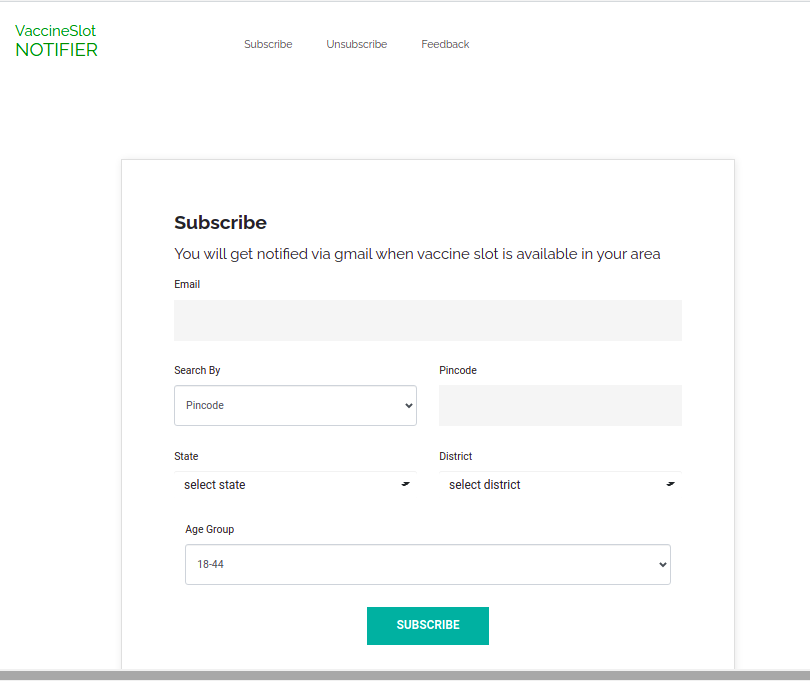 VaccineSlot
NOTIFIER
Subscribe Unsubscribe Feedback
Subscribe
You will get notified via gmail when vaccine slot is available in your area
Email
Search By Pincode
Pincode
State District
select state select district
Age Group
18-44
SUBSCRIBE